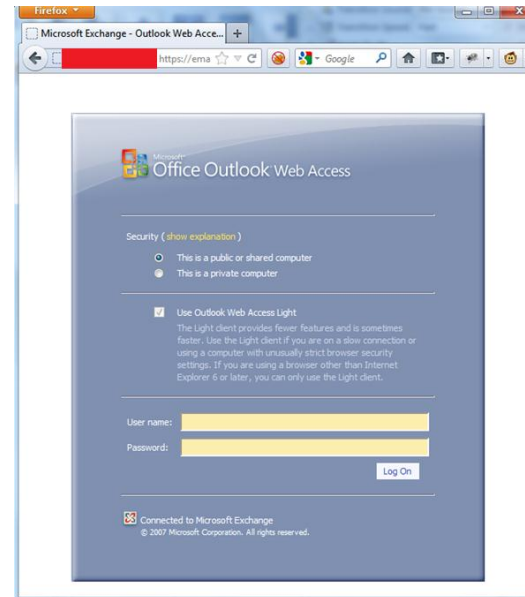 Firefox
Microsoft Exchange - Outlook Web Acce...
https://ema
Google
Microsoft
Office Outlook Web Access
Security ( show explanation )
This is a public or shared computer
This is a private computer
Use Outlook Web Access Light
The Light client provides fewer features and is sometimes
faster. Use the Light client if you are on a slow connection or
using a computer with unusually strict browser security
settings. If you are using a browser other than Internet
Explorer 6 or later, you can only use the Light client.
User name:
Password:
Log On
Connected to Microsoft Exchange
© 2007 Microsoft Corporation. All rights reserved.